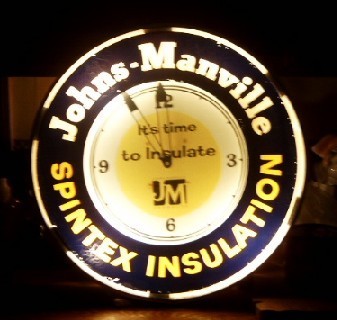 Johns-Manville
12
It's time
to Insulate
9
3
JM
6
SPINTEX INSULATION